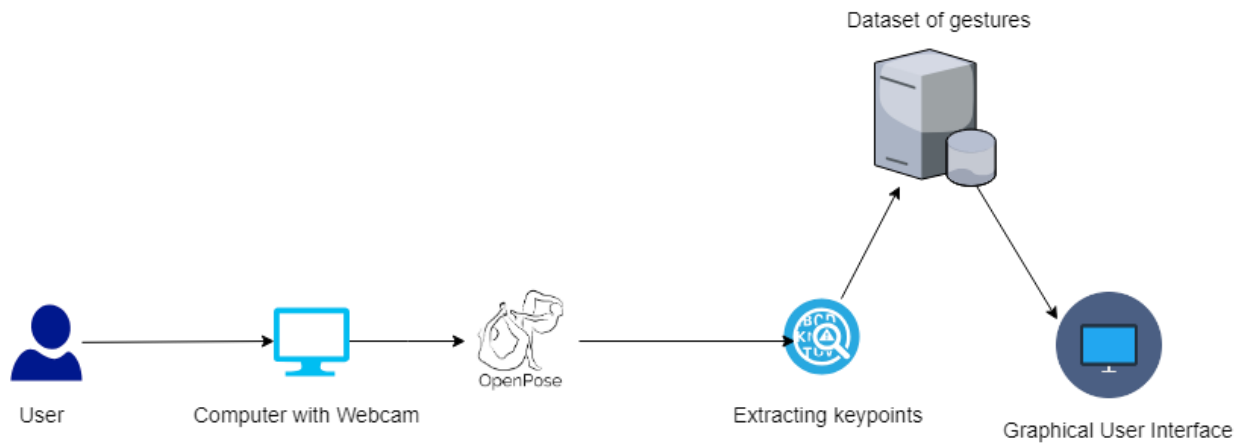 Dataset of gestures
OpenPose
User
Computer with Webcam
Extracting keypoints
Graphical User Interface